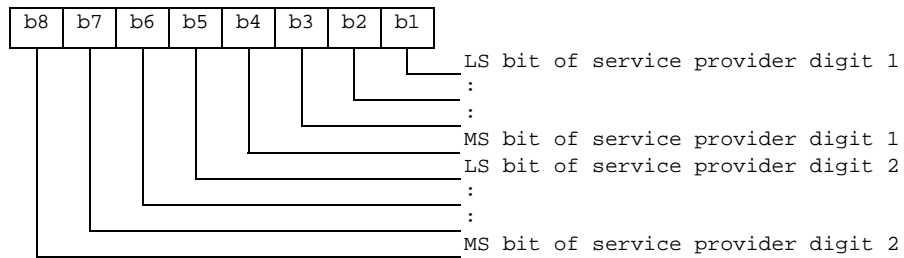 b8 b7 b6 b5 b4 b3 b2 b1
LS bit of service provider digit 1
:
:
MS bit of service provider digit 1
LS bit of service provider digit 2
:
:
MS bit of service provider digit 2